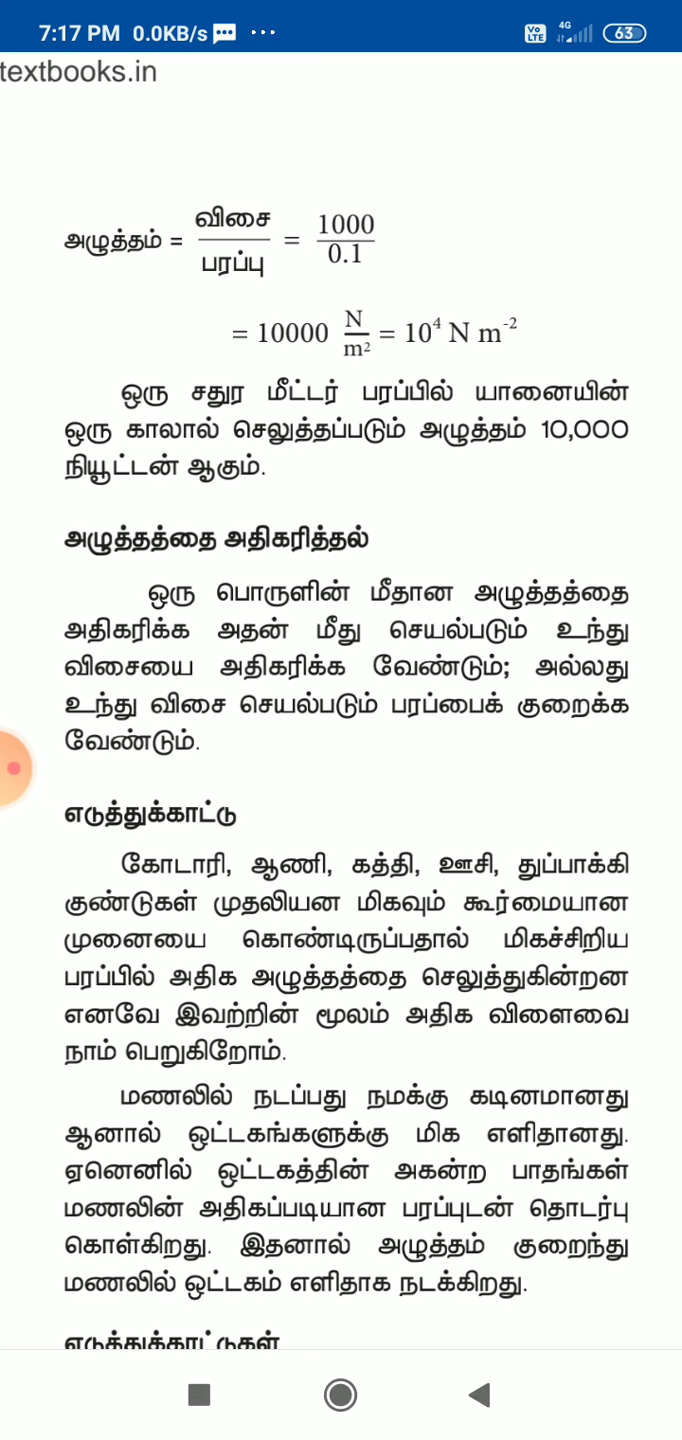 7:17 PM 0.0KB/s ... Vo LTE 4G 63
textbooks.in
அழுத்தம் = விசை / பரப்பு = 1000 / 0.1
= 10000 N/m² = 10⁴ N m⁻²
ஒரு சதுர மீட்டர் பரப்பில் யானையின்
ஒரு காலால் செலுத்தப்படும் அழுத்தம் 10,000
நியூட்டன் ஆகும்.
அழுத்தத்தை அதிகரித்தல்
ஒரு பொருளின் மீதான அழுத்தத்தை
அதிகரிக்க அதன் மீது செயல்படும் உந்து
விசையை அதிகரிக்க வேண்டும்; அல்லது
உந்து விசை செயல்படும் பரப்பைக் குறைக்க
வேண்டும்.
எடுத்துக்காட்டு
கோடாரி, ஆணி, கத்தி, ஊசி, துப்பாக்கி
குண்டுகள் முதலியன மிகவும் கூர்மையான
முனையை கொண்டிருப்பதால் மிகச்சிறிய
பரப்பில் அதிக அழுத்தத்தை செலுத்துகின்றன
எனவே இவற்றின் மூலம் அதிக விளைவை
நாம் பெறுகிறோம்.
மணலில் நடப்பது நமக்கு கடினமானது
ஆனால் ஒட்டகங்களுக்கு மிக எளிதானது.
ஏனெனில் ஒட்டகத்தின் அகன்ற பாதங்கள்
மணலின் அதிகப்படியான பரப்புடன் தொடர்பு
கொள்கிறது. இதனால் அழுத்தம் குறைந்து
மணலில் ஒட்டகம் எளிதாக நடக்கிறது.
எடுத்துக்காட்டுகள்